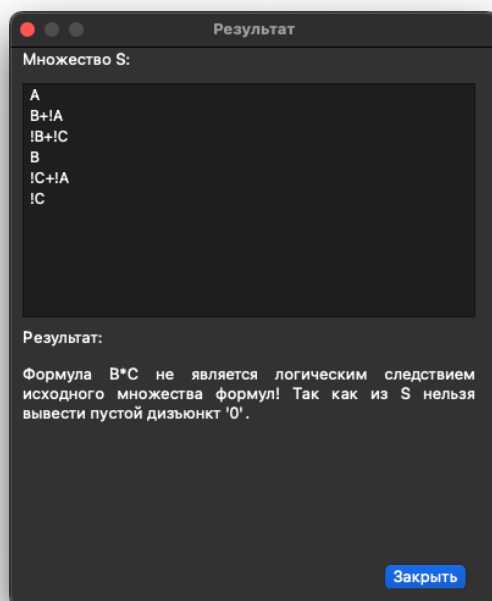 Результат
Множество S:
A
B+!A
!B+!C
B
!C+!A
!C
Результат:
Формула B*C не является логическим следствием
исходного множества формул! Так как из S нельзя
вывести пустой дизъюнкт '0'.
Закрыть